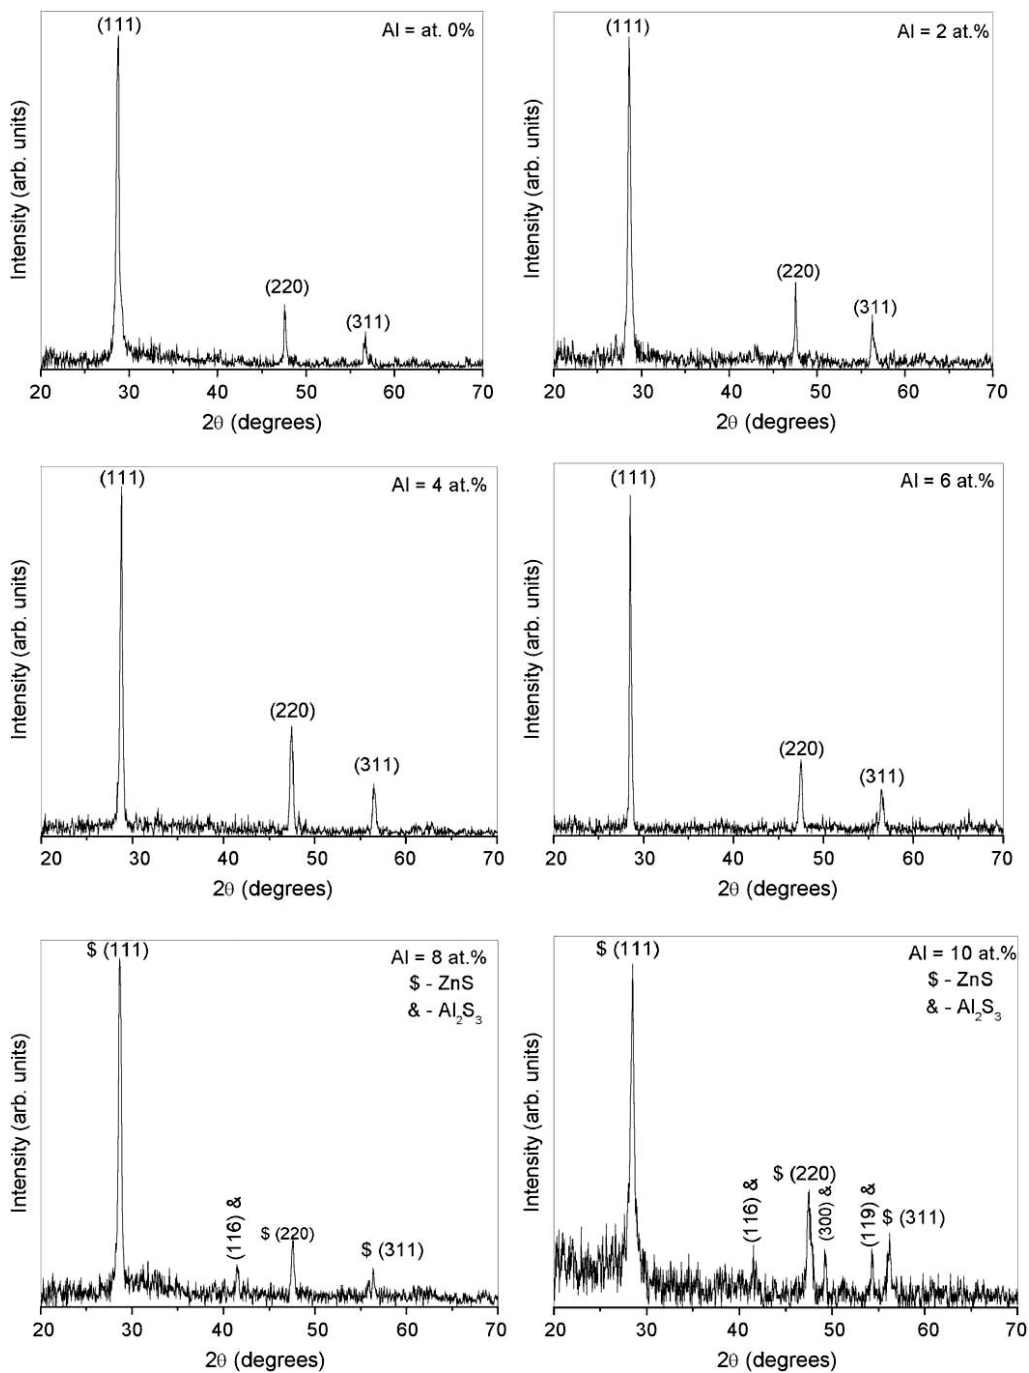 (111)
Al = at. 0%
(220)
(311)
Intensity (arb. units)
20 30 40 50 60 70
2θ (degrees)
(111)
Al = 2 at.%
(220)
(311)
Intensity (arb. units)
20 30 40 50 60 70
2θ (degrees)
(111)
Al = 4 at.%
(220)
(311)
Intensity (arb. units)
20 30 40 50 60 70
2θ (degrees)
(111)
Al = 6 at.%
(220)
(311)
Intensity (arb. units)
20 30 40 50 60 70
2θ (degrees)
$ (111)
Al = 8 at.%
$ - ZnS
& - Al₂S₃
(116) &
$ (220)
$ (311)
Intensity (arb. units)
20 30 40 50 60 70
2θ (degrees)
$ (111)
Al = 10 at.%
$ - ZnS
& - Al₂S₃
(116) &
$ (220)
(300) &
(119) &
$ (311)
Intensity (arb. units)
20 30 40 50 60 70
2θ (degrees)